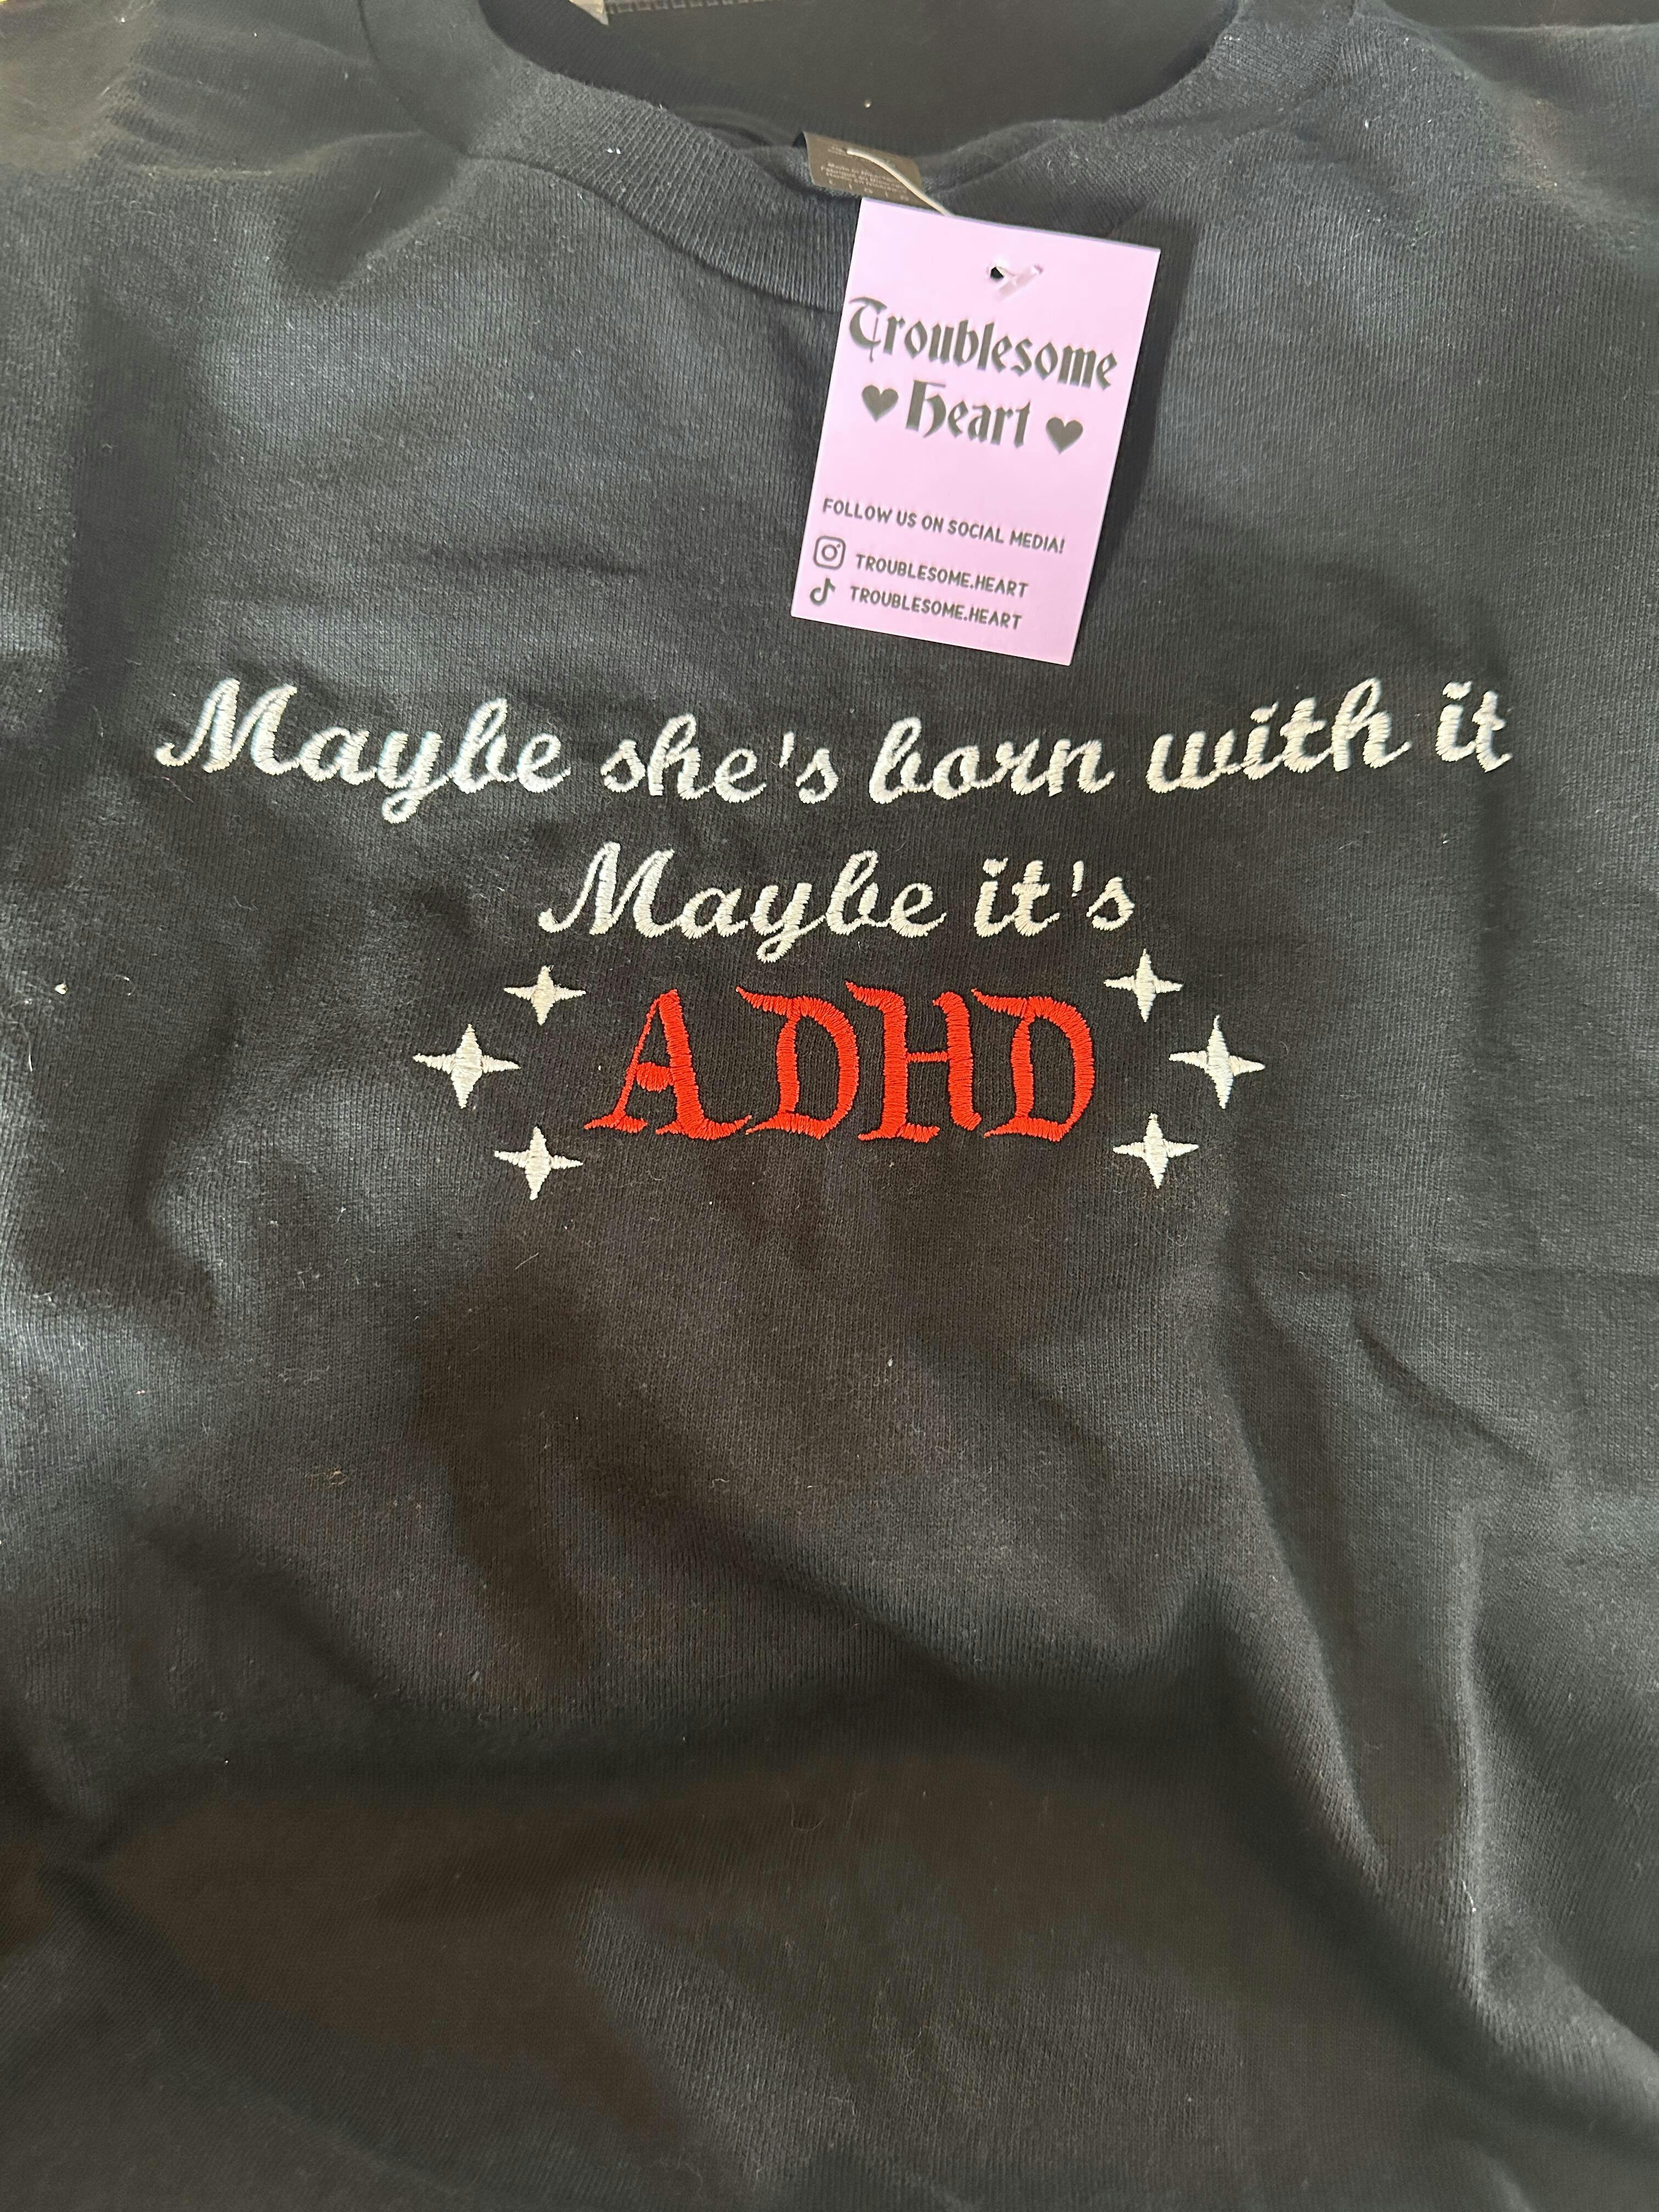 Troublesome
Heart
FOLLOW US ON SOCIAL MEDIA!
TROUBLESOME.HEART
TROUBLESOME.HEART
Maybe she's born with it
Maybe it's
ADHD